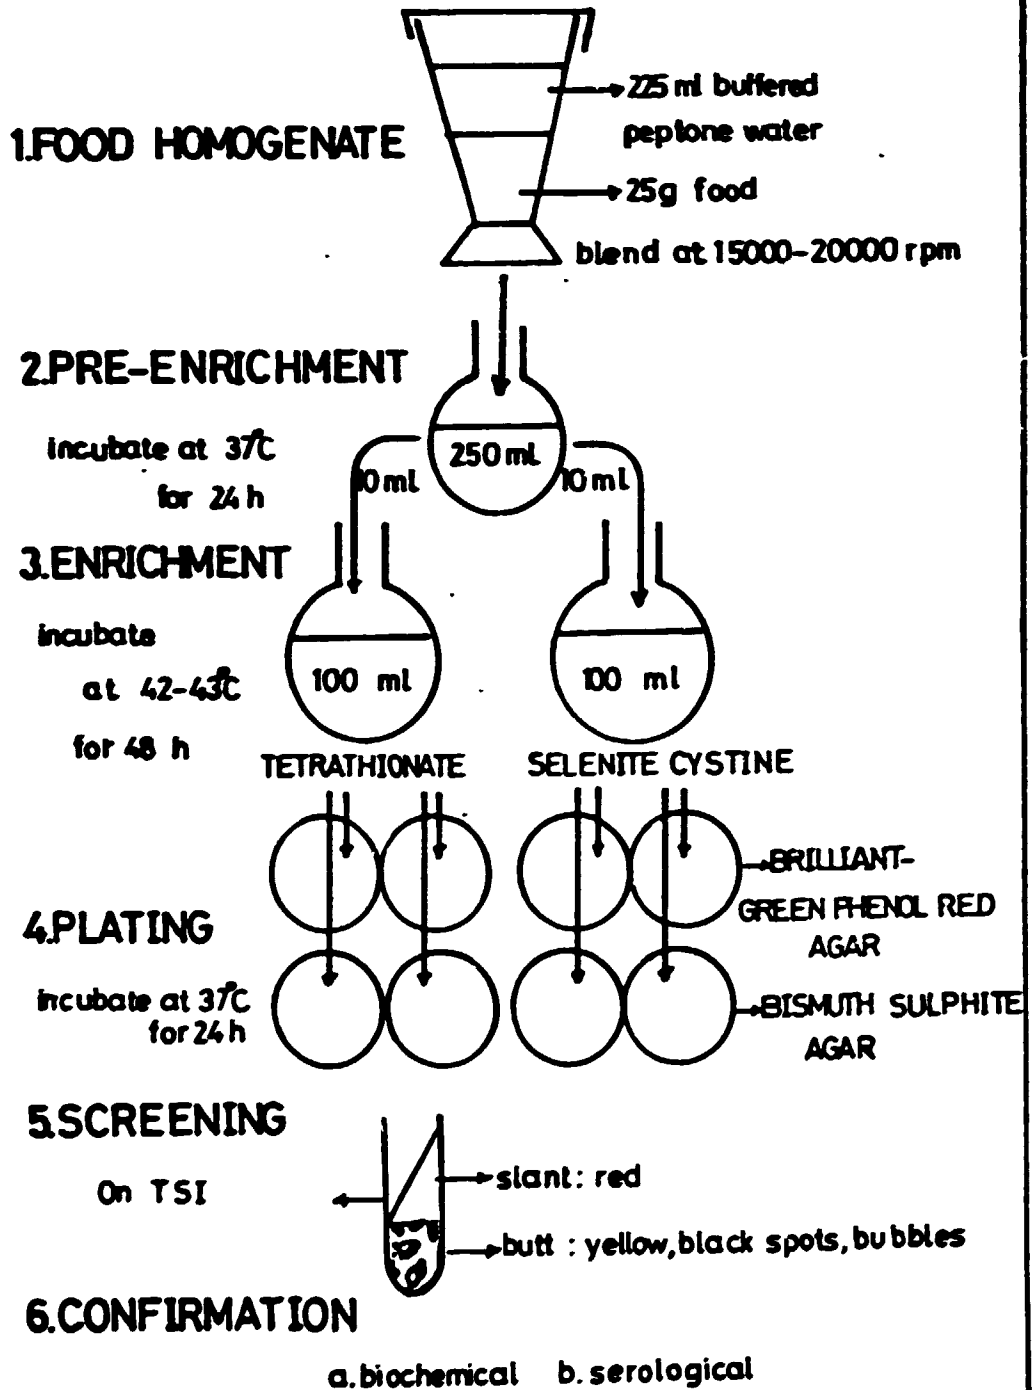 225 ml buffered
peptone water
1.FOOD HOMOGENATE
25g food
blend at 15000-20000 rpm
2.PRE-ENRICHMENT
incubate at 37°C
for 24 h
250 ml
10 ml
10 ml
3.ENRICHMENT
incubate
at 42-43°C
for 48 h
100 ml
100 ml
TETRATHIONATE
SELENITE CYSTINE
BRILLIANT-
GREEN PHENOL RED
AGAR
4.PLATING
incubate at 37°C
for 24 h
BISMUTH SULPHITE
AGAR
5.SCREENING
On TSI
slant: red
butt : yellow, black spots, bubbles
6.CONFIRMATION
a. biochemical b. serological